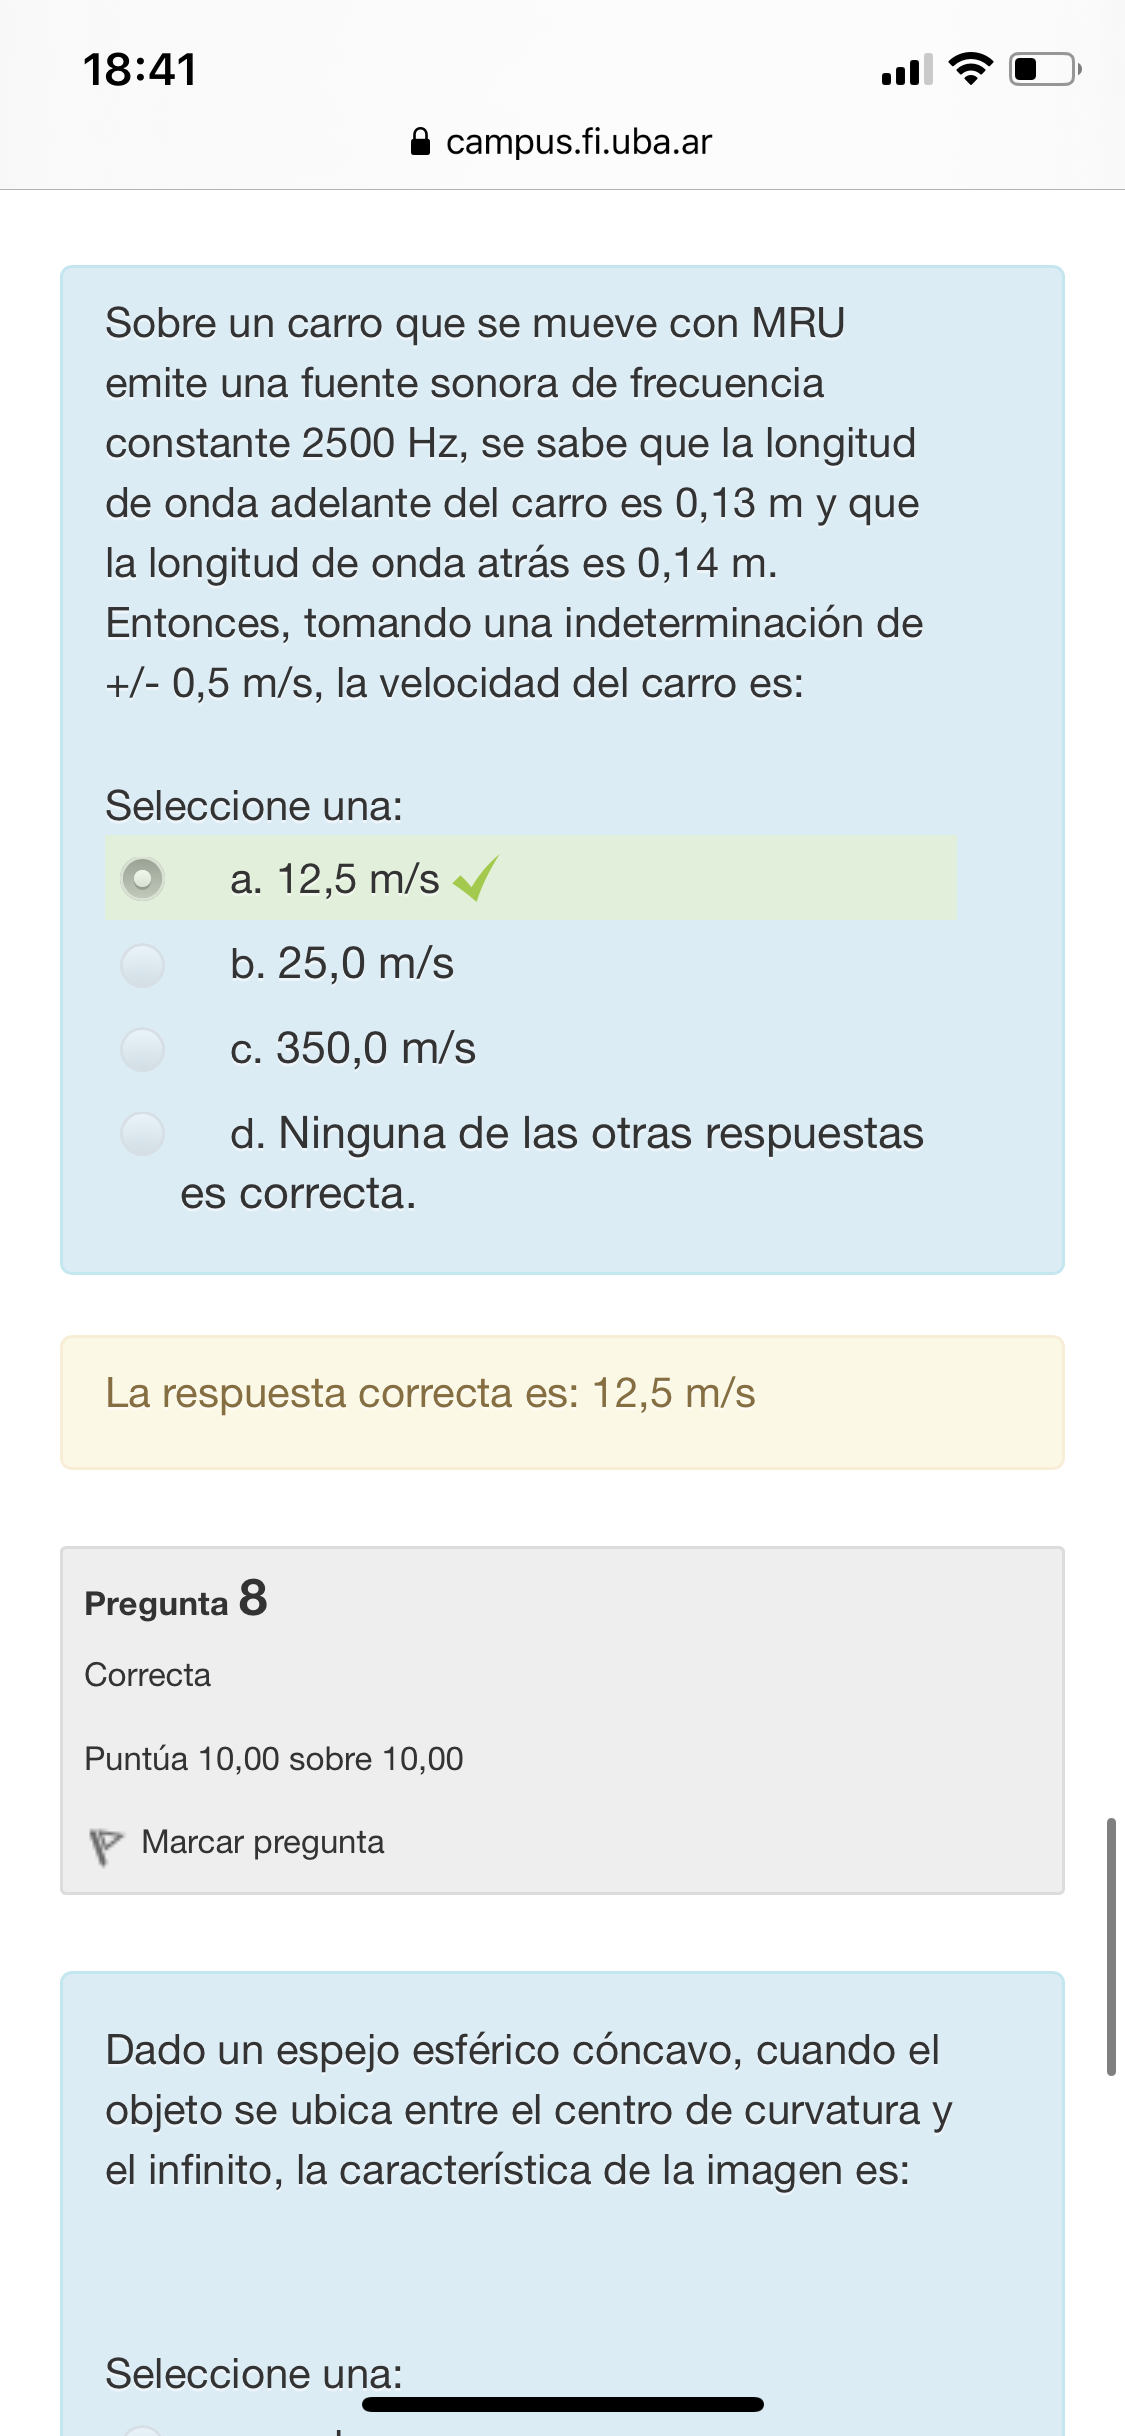 18:41
campus.fi.uba.ar
Sobre un carro que se mueve con MRU
emite una fuente sonora de frecuencia
constante 2500 Hz, se sabe que la longitud
de onda adelante del carro es 0,13 m y que
la longitud de onda atrás es 0,14 m.
Entonces, tomando una indeterminación de
+/- 0,5 m/s, la velocidad del carro es:
Seleccione una:
a. 12,5 m/s
b. 25,0 m/s
c. 350,0 m/s
d. Ninguna de las otras respuestas
es correcta.
La respuesta correcta es: 12,5 m/s
Pregunta 8
Correcta
Puntúa 10,00 sobre 10,00
Marcar pregunta
Dado un espejo esférico cóncavo, cuando el
objeto se ubica entre el centro de curvatura y
el infinito, la característica de la imagen es:
Seleccione una: